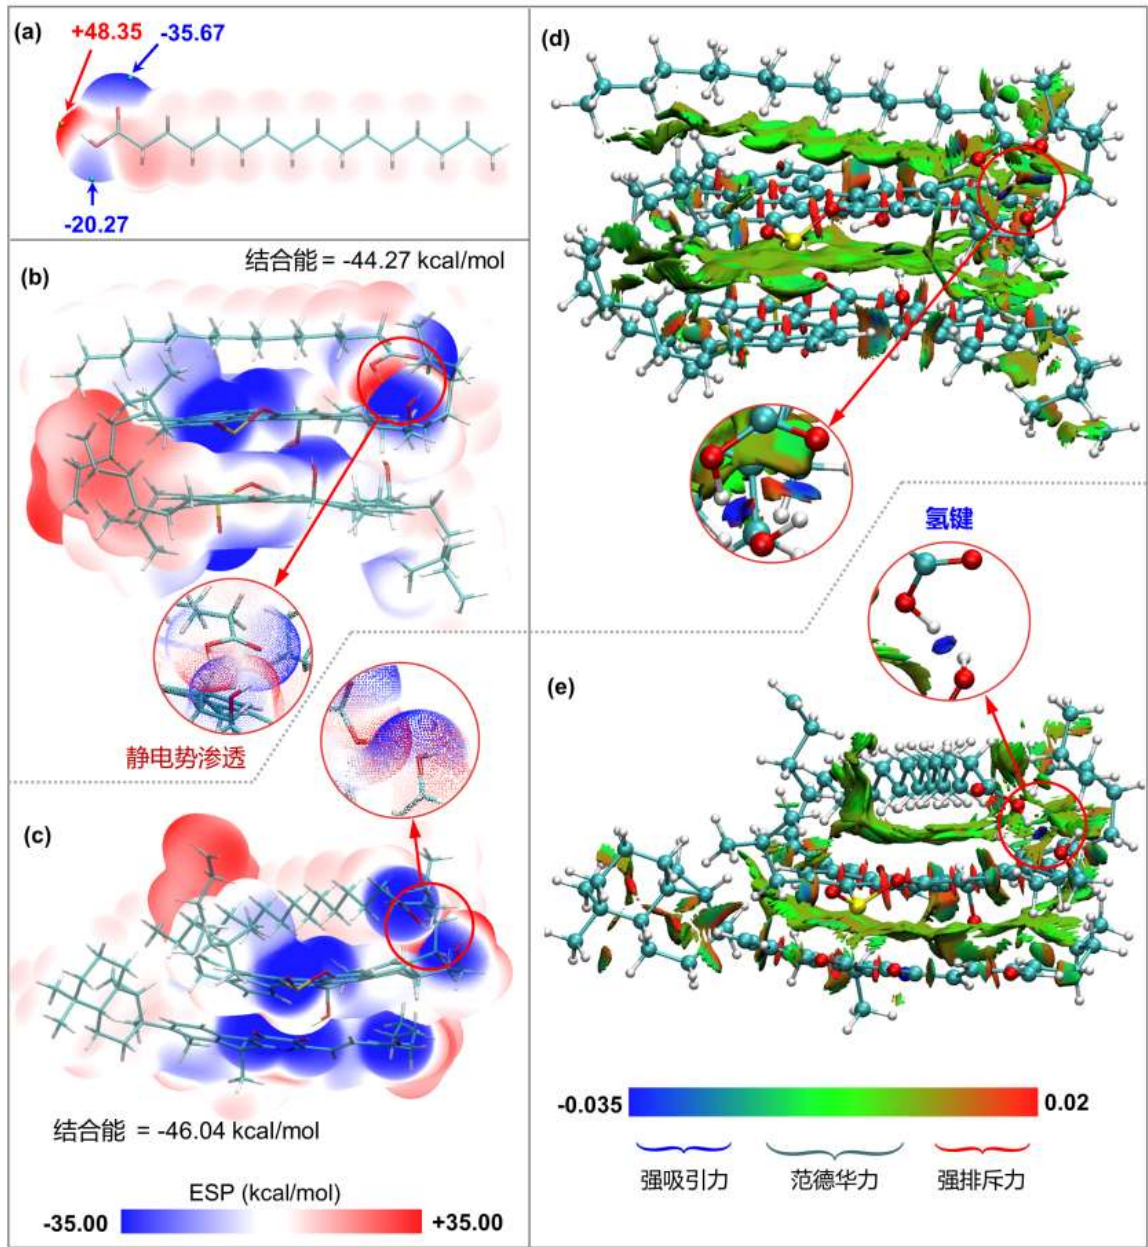 (a)
+48.35
-35.67
-20.27
(b)
结合能 = -44.27 kcal/mol
静电势渗透
(c)
结合能 = -46.04 kcal/mol
ESP (kcal/mol)
-35.00
+35.00
(d)
氢键
(e)
-0.035
0.02
强吸引力
范德华力
强排斥力